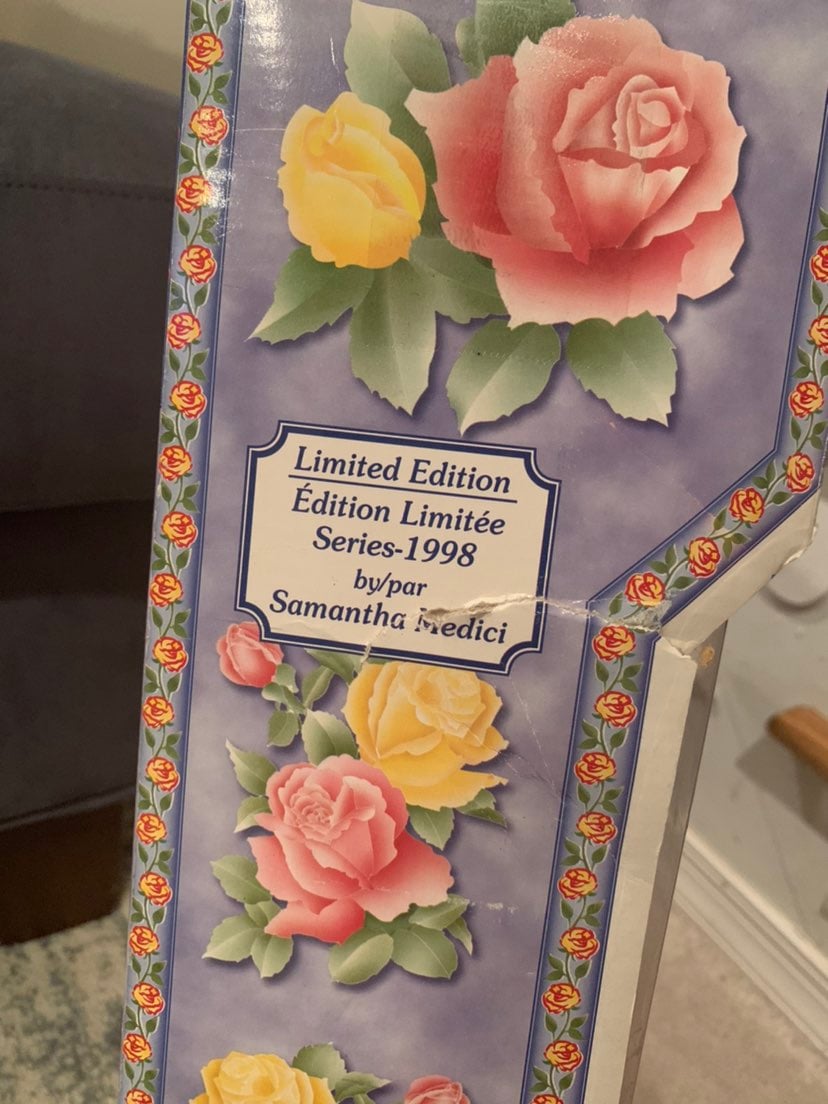 Limited Edition
Édition Limitée
Series-1998
by/par
Samantha Medici